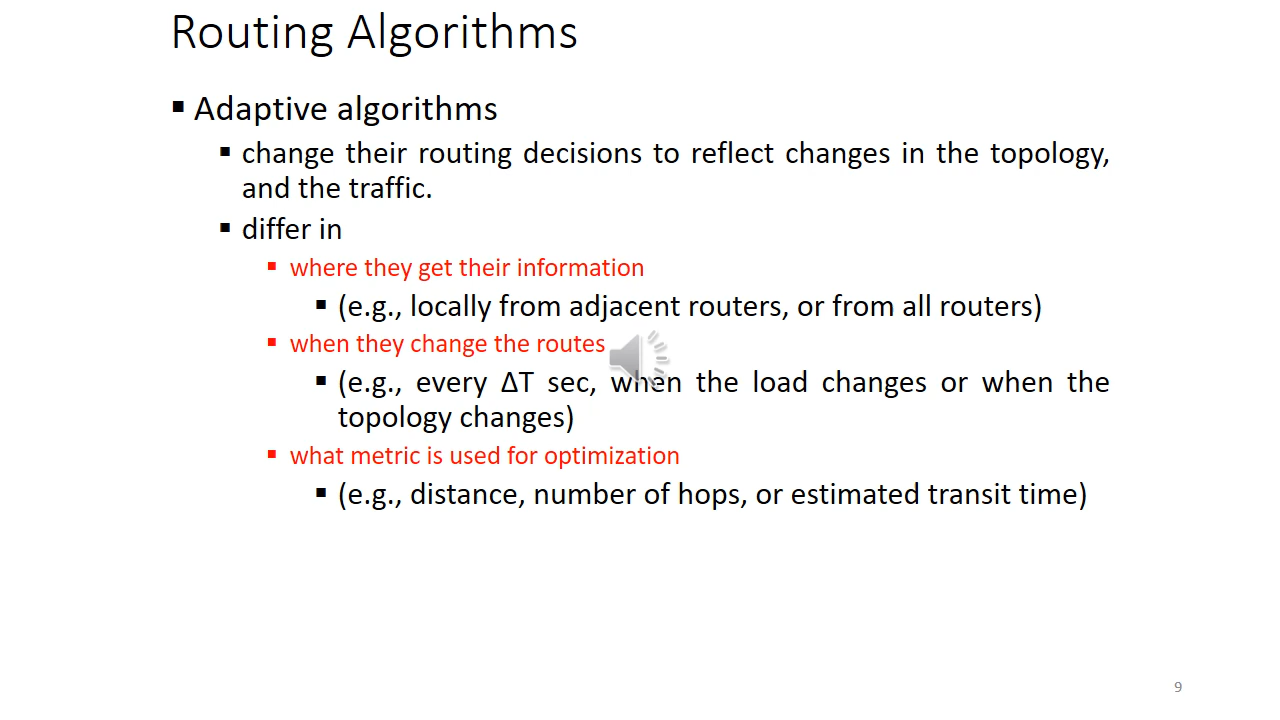 Routing Algorithms
▪ Adaptive algorithms
▪ change their routing decisions to reflect changes in the topology,
and the traffic.
▪ differ in
▪ where they get their information
▪ (e.g., locally from adjacent routers, or from all routers)
▪ when they change the routes
▪ (e.g., every ΔT sec, when the load changes or when the
topology changes)
▪ what metric is used for optimization
▪ (e.g., distance, number of hops, or estimated transit time)
9